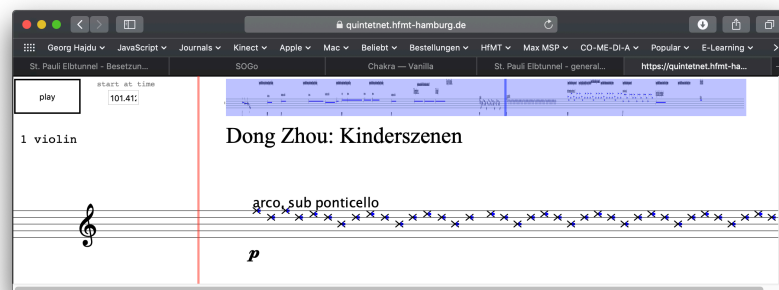 quintetnet.hfmt-hamburg.de
Georg Hajdu JavaScript Journals Kinect Apple Mac Beliebt Bestellungen HfMT Max MSP CO-ME-DI-A Popular E-Learning
St. Pauli Elbtunnel - Besetzun... SOGo Chakra — Vanilla St. Pauli Elbtunnel - general... https://quintetnet.hfmt-ha...
play
start at time
101.41
1 violin
Dong Zhou: Kinderszenen
arco, sub ponticello
p